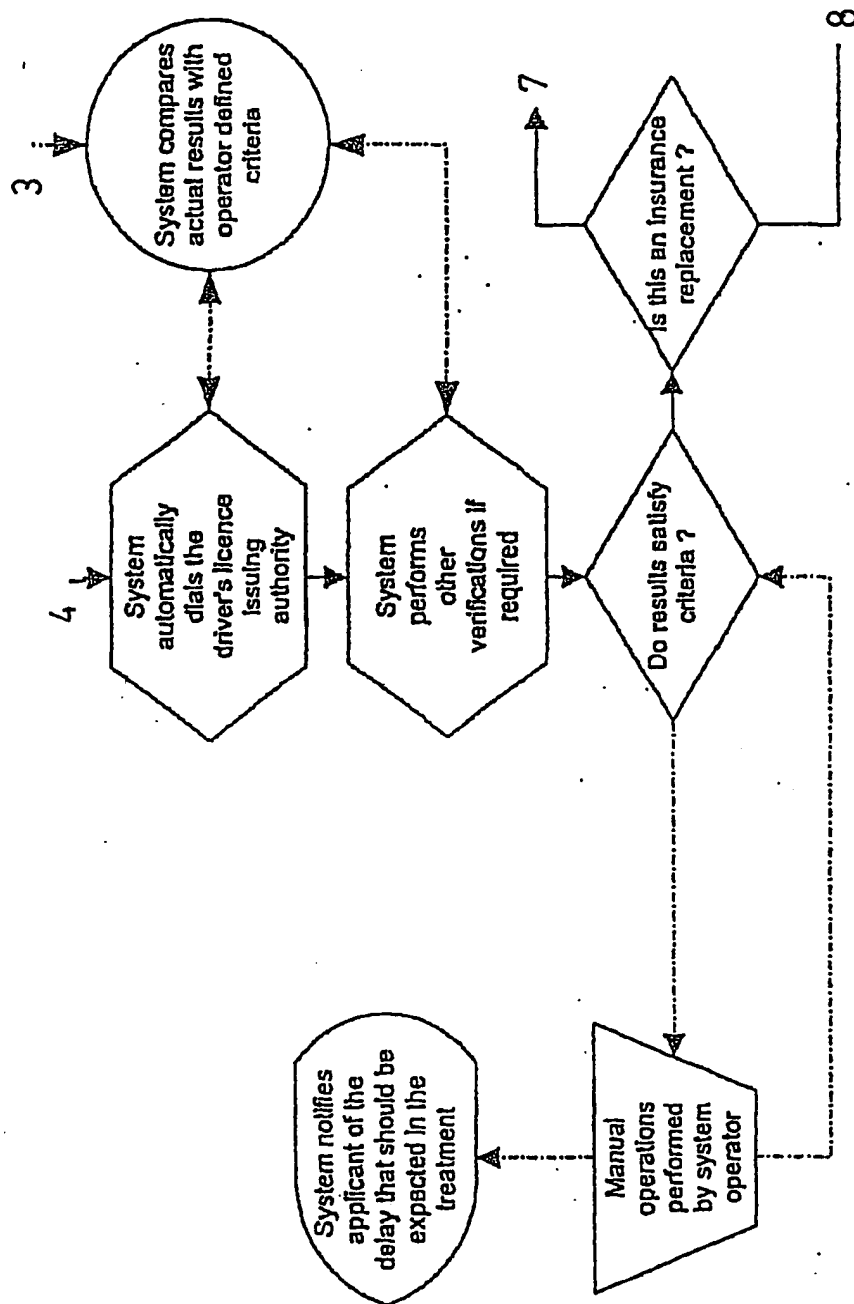 3
System compares
actual results with
operator defined
criteria
4
System
automatically
dials the
driver's licence
issuing
authority
System
performs
other
verifications if
required
7
Is this an insurance
replacement ?
8
Do results satisfy
criteria ?
System notifies
applicant of the
delay that should be
expected in the
treatment
Manual
operations
performed
by system
operator